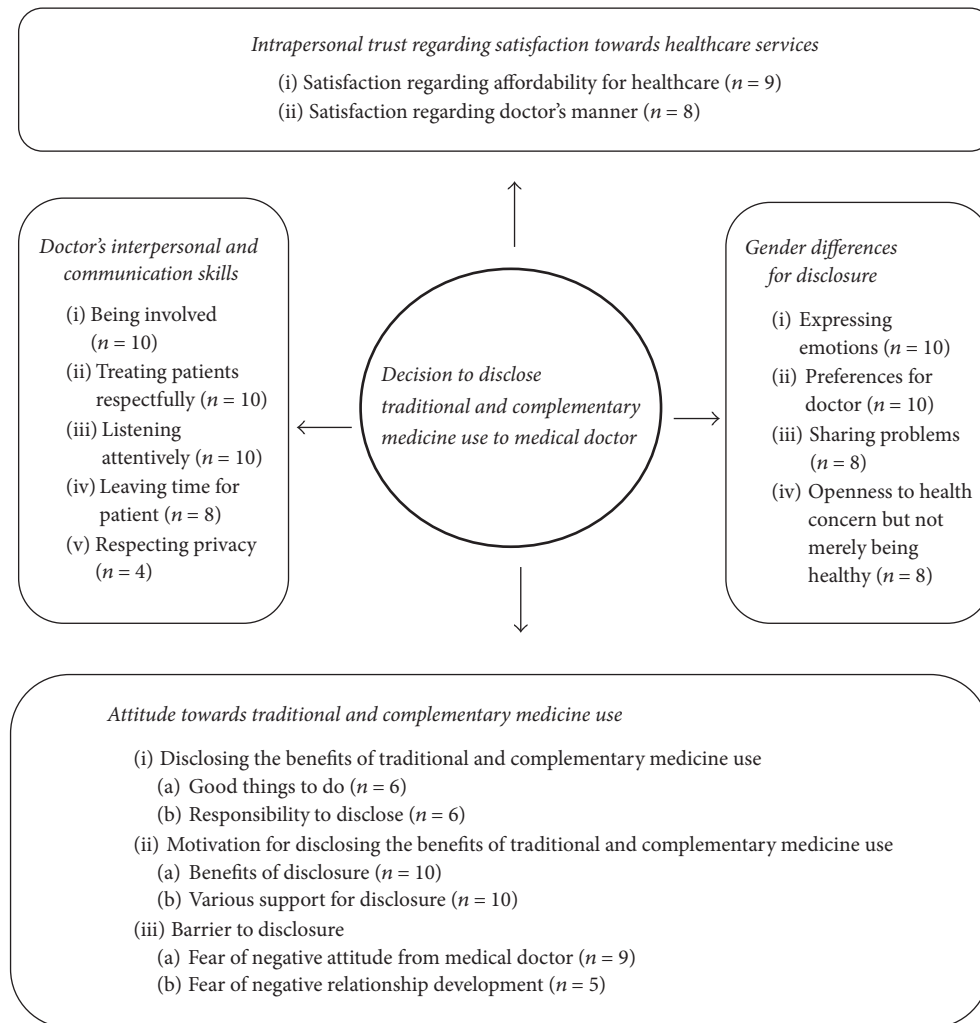 Intrapersonal trust regarding satisfaction towards healthcare services
(i) Satisfaction regarding affordability for healthcare (n = 9)
(ii) Satisfaction regarding doctor's manner (n = 8)
Doctor's interpersonal and
communication skills
(i) Being involved
(n = 10)
(ii) Treating patients
respectfully (n = 10)
(iii) Listening
attentively (n = 10)
(iv) Leaving time for
patient (n = 8)
(v) Respecting privacy
(n = 4)
Decision to disclose
traditional and complementary
medicine use to medical doctor
Gender differences
for disclosure
(i) Expressing
emotions (n = 10)
(ii) Preferences for
doctor (n = 10)
(iii) Sharing problems
(n = 8)
(iv) Openness to health
concern but not
merely being
healthy (n = 8)
Attitude towards traditional and complementary medicine use
(i) Disclosing the benefits of traditional and complementary medicine use
(a) Good things to do (n = 6)
(b) Responsibility to disclose (n = 6)
(ii) Motivation for disclosing the benefits of traditional and complementary medicine use
(a) Benefits of disclosure (n = 10)
(b) Various support for disclosure (n = 10)
(iii) Barrier to disclosure
(a) Fear of negative attitude from medical doctor (n = 9)
(b) Fear of negative relationship development (n = 5)